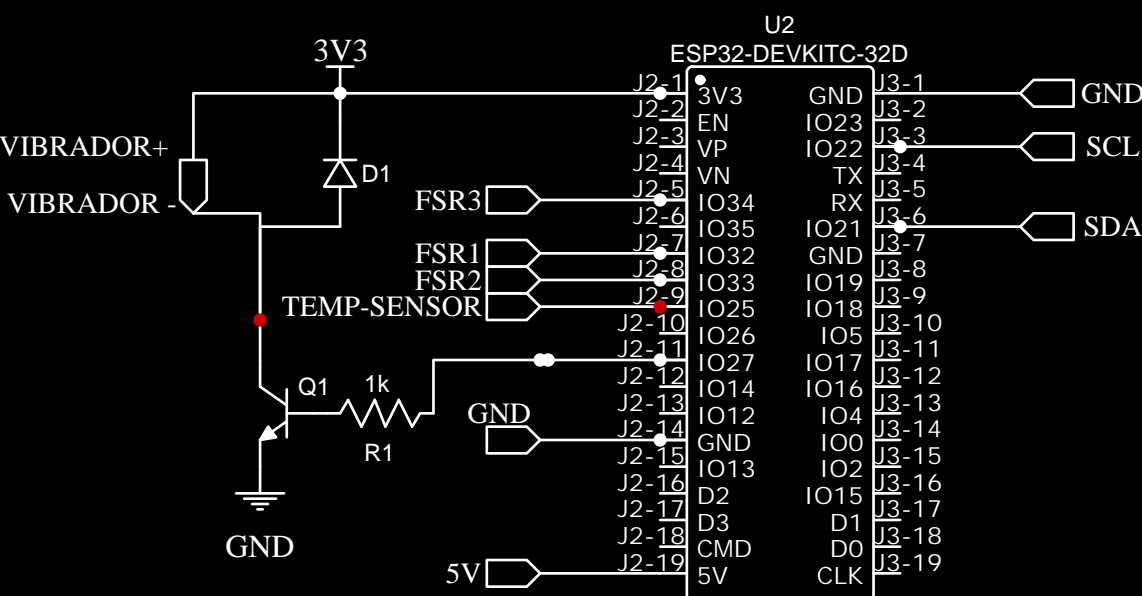 U2
ESP32-DEVKITC-32D
3V3
VIBRADOR+
VIBRADOR -
D1
FSR3
FSR1
FSR2
TEMP-SENSOR
Q1
1k
R1
GND
GND
5V
J2-1 3V3 GND J3-1 GND
J2-2 EN IO23 J3-2
J2-3 VP IO22 J3-3 SCL
J2-4 VN TX J3-4
J2-5 IO34 RX J3-5
J2-6 IO35 IO21 J3-6 SDA
J2-7 IO32 GND J3-7
J2-8 IO33 IO19 J3-8
J2-9 IO25 IO18 J3-9
J2-10 IO26 IO5 J3-10
J2-11 IO27 IO17 J3-11
J2-12 IO14 IO16 J3-12
J2-13 IO12 IO4 J3-13
J2-14 GND IO0 J3-14
J2-15 IO13 IO2 J3-15
J2-16 D2 IO15 J3-16
J2-17 D3 D1 J3-17
J2-18 CMD D0 J3-18
J2-19 5V CLK J3-19